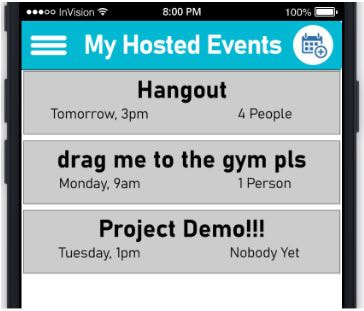 ●●●●○ InVision 8:00 PM 100%
My Hosted Events
Hangout
Tomorrow, 3pm 4 People
drag me to the gym pls
Monday, 9am 1 Person
Project Demo!!!
Tuesday, 1pm Nobody Yet